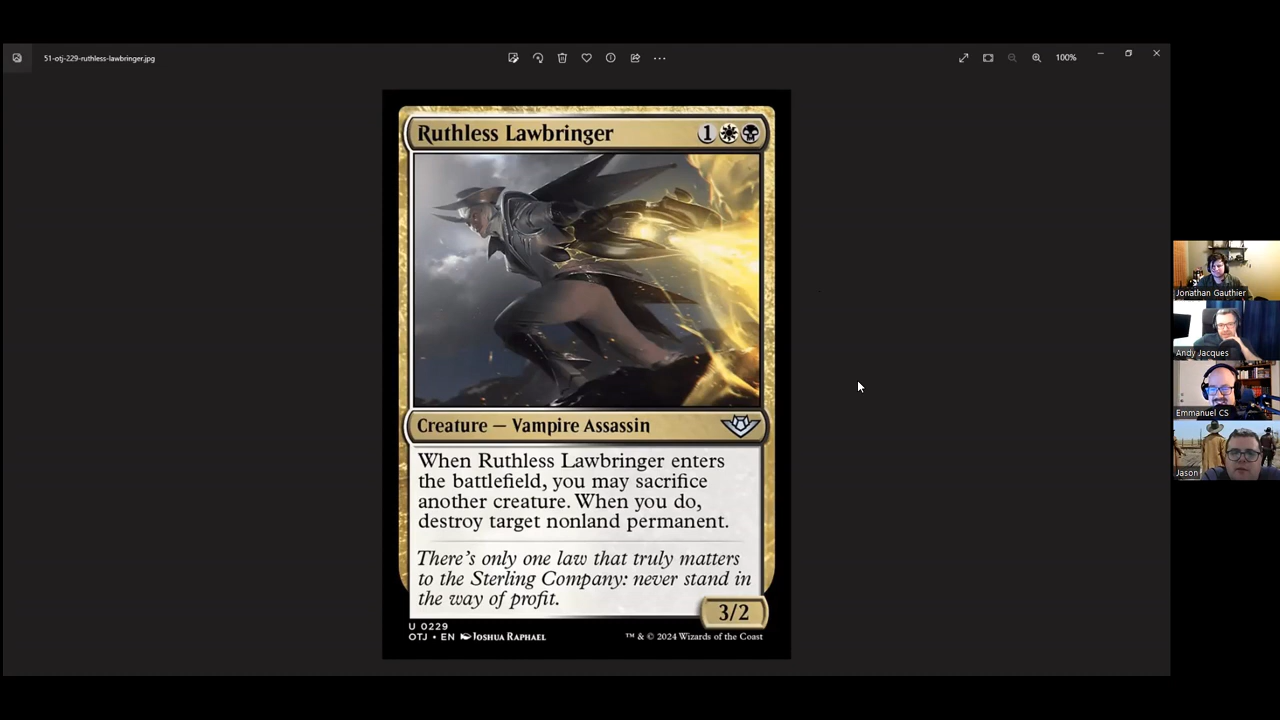 51-otj-229-ruthless-lawbringer.jpg
100%
Ruthless Lawbringer
1
Creature — Vampire Assassin
When Ruthless Lawbringer enters
the battlefield, you may sacrifice
another creature. When you do,
destroy target nonland permanent.
There's only one law that truly matters
to the Sterling Company: never stand in
the way of profit.
3/2
U 0229
OTJ • EN Joshua Raphael
™ & © 2024 Wizards of the Coast
Jonathan Gauthier
Andy Jacques
Emmanuel CS
Jason